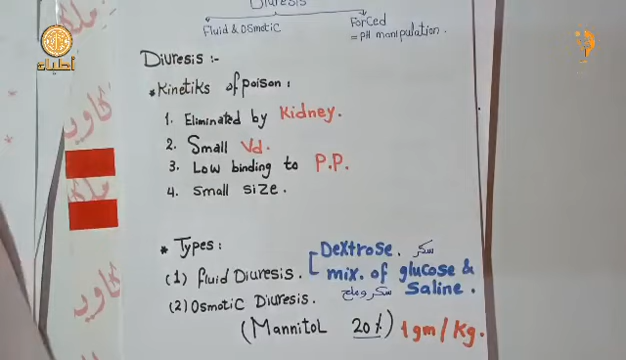 Diuresis
Fluid & Osmotic
Forced
= PH manipulation.
Diuresis :-
* Kinetiks of poison :
1. Eliminated by Kidney.
2. Small Vd.
3. Low binding to P.P.
4. Small size.
* Types :
(1) fluid Diuresis. Dextrose. سكر
mix. of glucose & Saline. سكر وملح
(2) Osmotic Diuresis.
(Mannitol 20%) 1gm/Kg.
أطباء